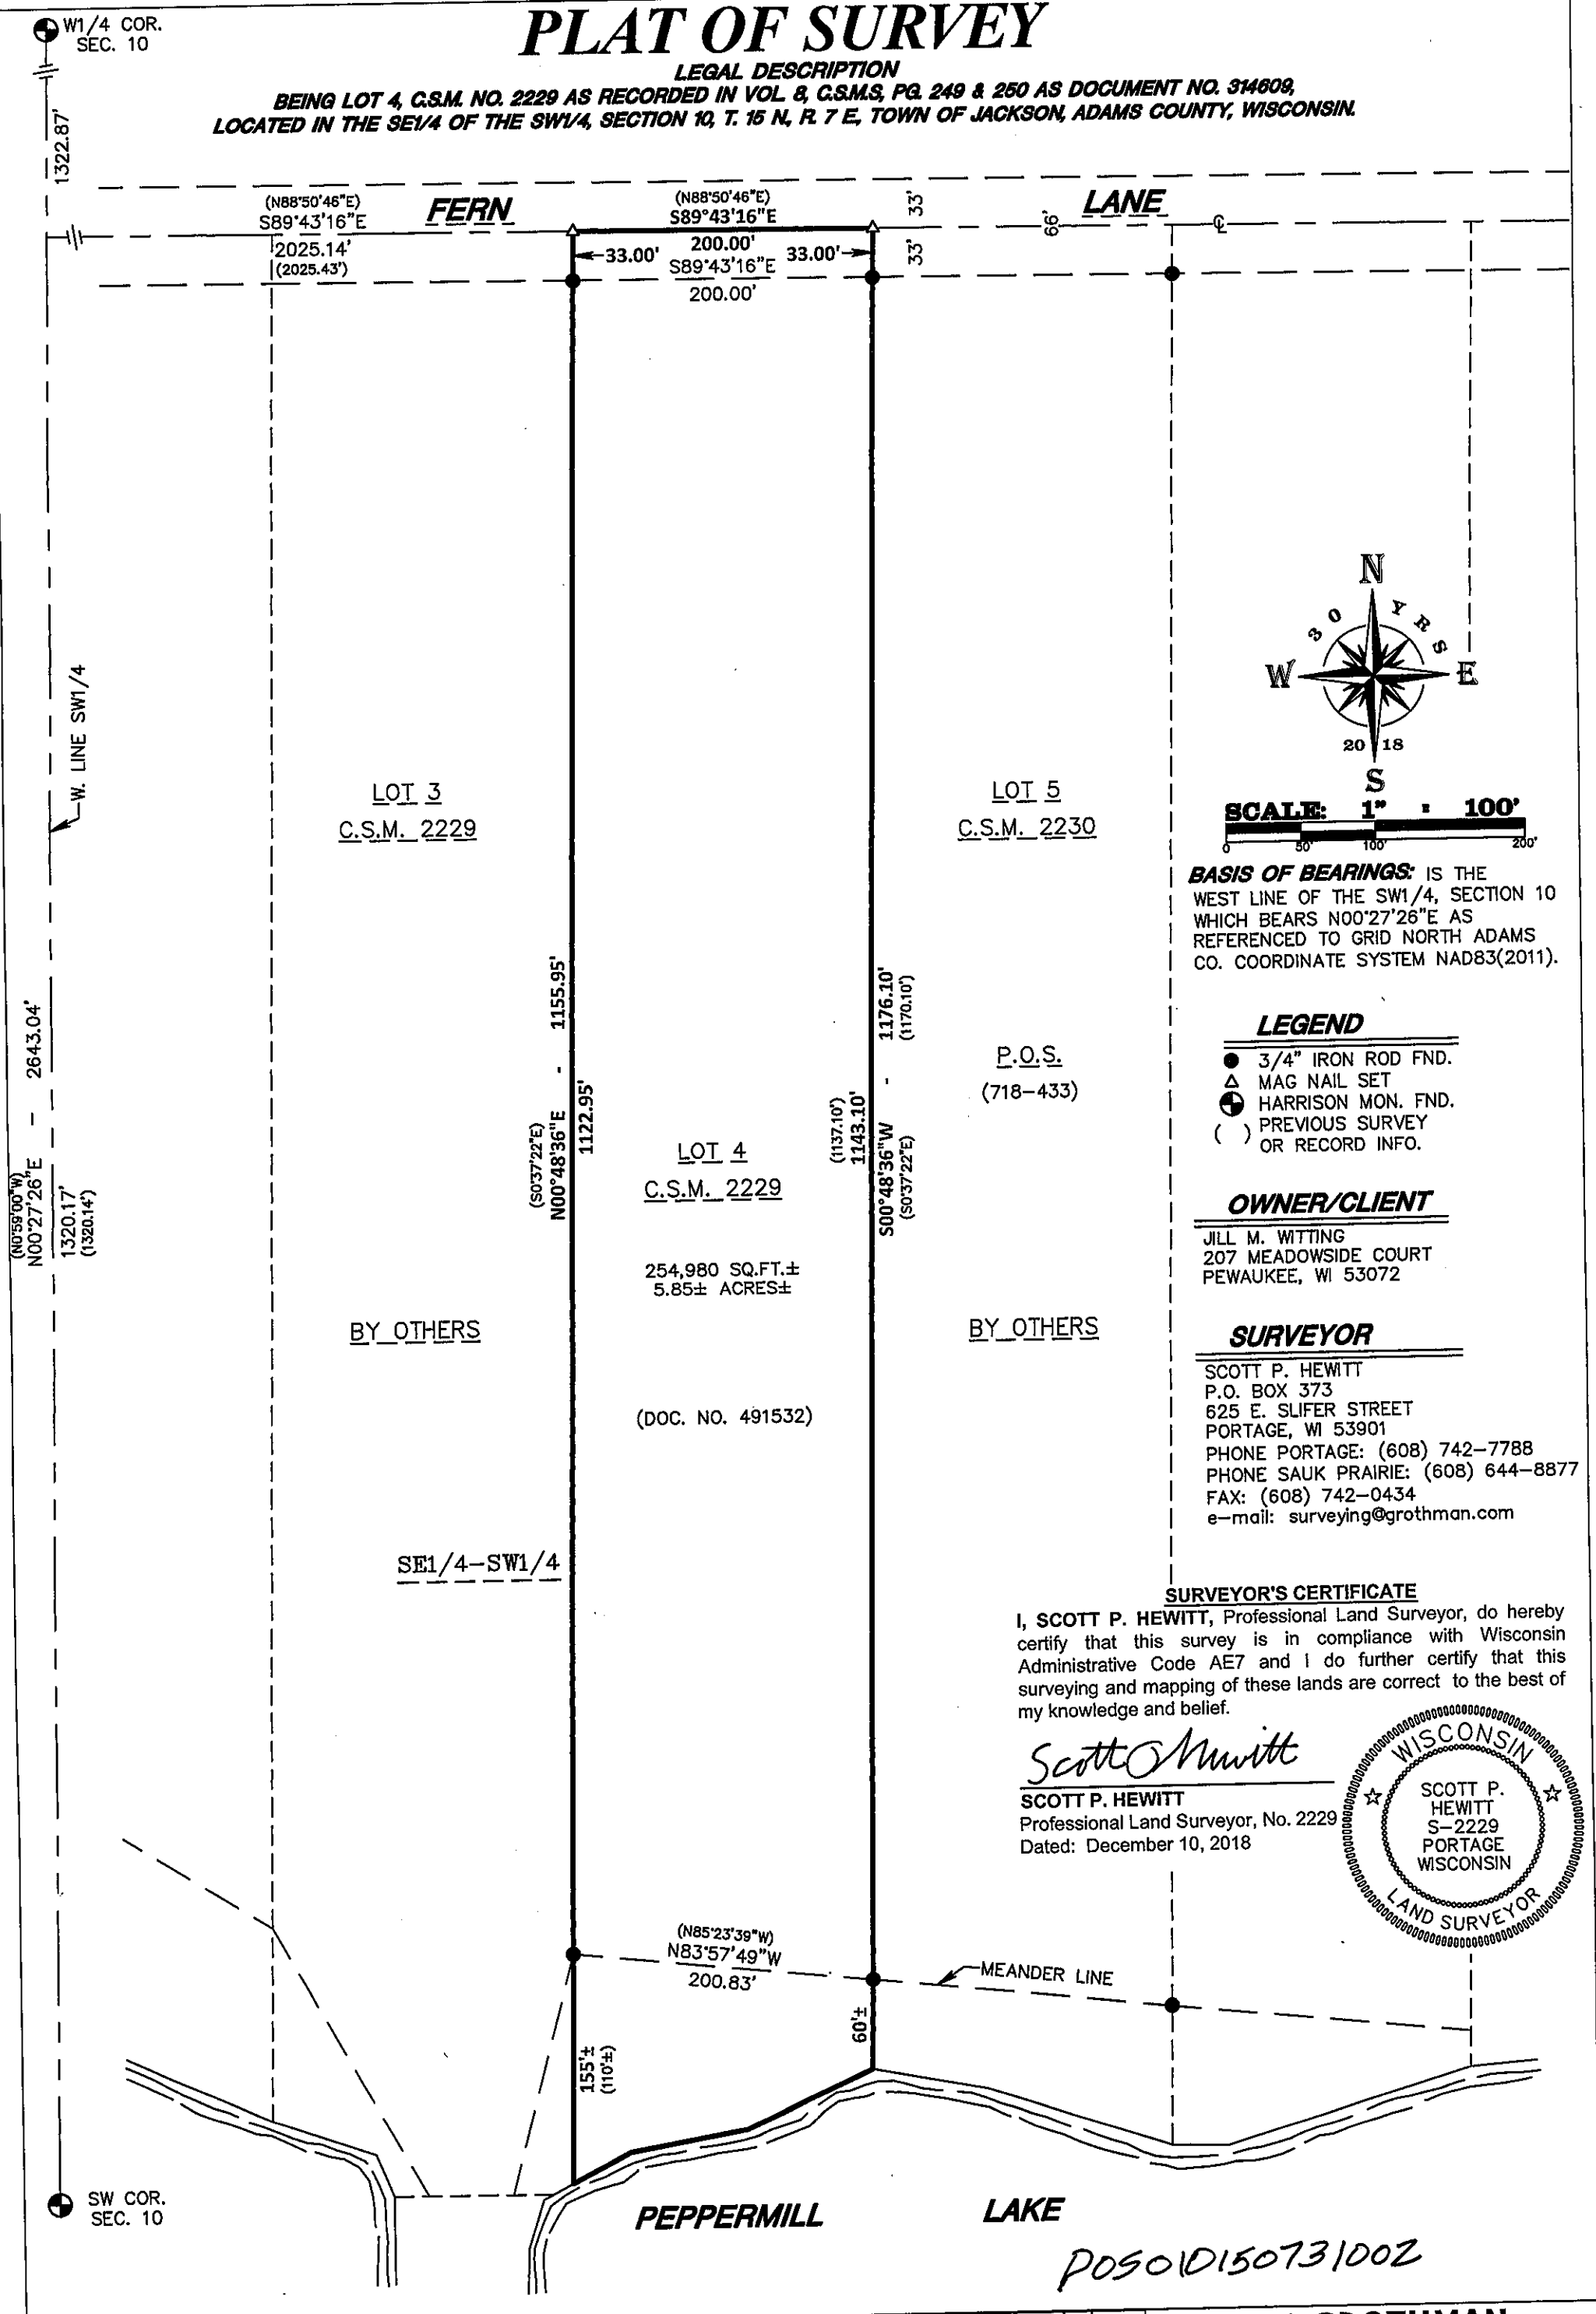 PLAT OF SURVEY
LEGAL DESCRIPTION
BEING LOT 4, C.S.M. NO. 2229 AS RECORDED IN VOL. 8, C.S.M.S, PG. 249 & 250 AS DOCUMENT NO. 314609,
LOCATED IN THE SE1/4 OF THE SW1/4, SECTION 10, T. 15 N, R. 7 E, TOWN OF JACKSON, ADAMS COUNTY, WISCONSIN.
W1/4 COR.
SEC. 10
1322.87'
(N88°50'46"E)
S89°43'16"E
2025.14'
(2025.43')
FERN
(N88°50'46"E)
S89°43'16"E
200.00'
33.00'
33.00'
S89°43'16"E
200.00'
33'
33'
66'
LANE
W. LINE SW1/4
LOT 3
C.S.M. 2229
LOT 5
C.S.M. 2230
N
30 YRS
W
E
20 18
S
SCALE: 1" = 100'
0 50' 100' 200'
BASIS OF BEARINGS: IS THE
WEST LINE OF THE SW1/4, SECTION 10
WHICH BEARS N00°27'26"E AS
REFERENCED TO GRID NORTH ADAMS
CO. COORDINATE SYSTEM NAD83(2011).
(N0°59'00"W)
N00°27'26"E - 2643.04'
1320.17'
(1320.14')
(S0°37'22"E)
N00°48'36"E - 1155.95'
1122.95'
(1137.10')
1143.10'
S00°48'36"W - 1176.10'
(S0°37'22"E) (1170.10')
P.O.S.
(718-433)
LOT 4
C.S.M. 2229
254,980 SQ.FT.±
5.85± ACRES±
BY OTHERS
BY OTHERS
(DOC. NO. 491532)
SE1/4-SW1/4
LEGEND
3/4" IRON ROD FND.
MAG NAIL SET
HARRISON MON. FND.
( ) PREVIOUS SURVEY
OR RECORD INFO.
OWNER/CLIENT
JILL M. WITTING
207 MEADOWSIDE COURT
PEWAUKEE, WI 53072
SURVEYOR
SCOTT P. HEWITT
P.O. BOX 373
625 E. SLIFER STREET
PORTAGE, WI 53901
PHONE PORTAGE: (608) 742-7788
PHONE SAUK PRAIRIE: (608) 644-8877
FAX: (608) 742-0434
e-mail: surveying@grothman.com
SURVEYOR'S CERTIFICATE
I, SCOTT P. HEWITT, Professional Land Surveyor, do hereby
certify that this survey is in compliance with Wisconsin
Administrative Code AE7 and I do further certify that this
surveying and mapping of these lands are correct to the best of
my knowledge and belief.
Scott P Hewitt
SCOTT P. HEWITT
Professional Land Surveyor, No. 2229
Dated: December 10, 2018
WISCONSIN
SCOTT P.
HEWITT
S-2229
PORTAGE
WISCONSIN
LAND SURVEYOR
(N85°23'39"W)
N83°57'49"W
200.83'
MEANDER LINE
155'±
(110'±)
60'±
SW COR.
SEC. 10
PEPPERMILL LAKE
POS01D150731002